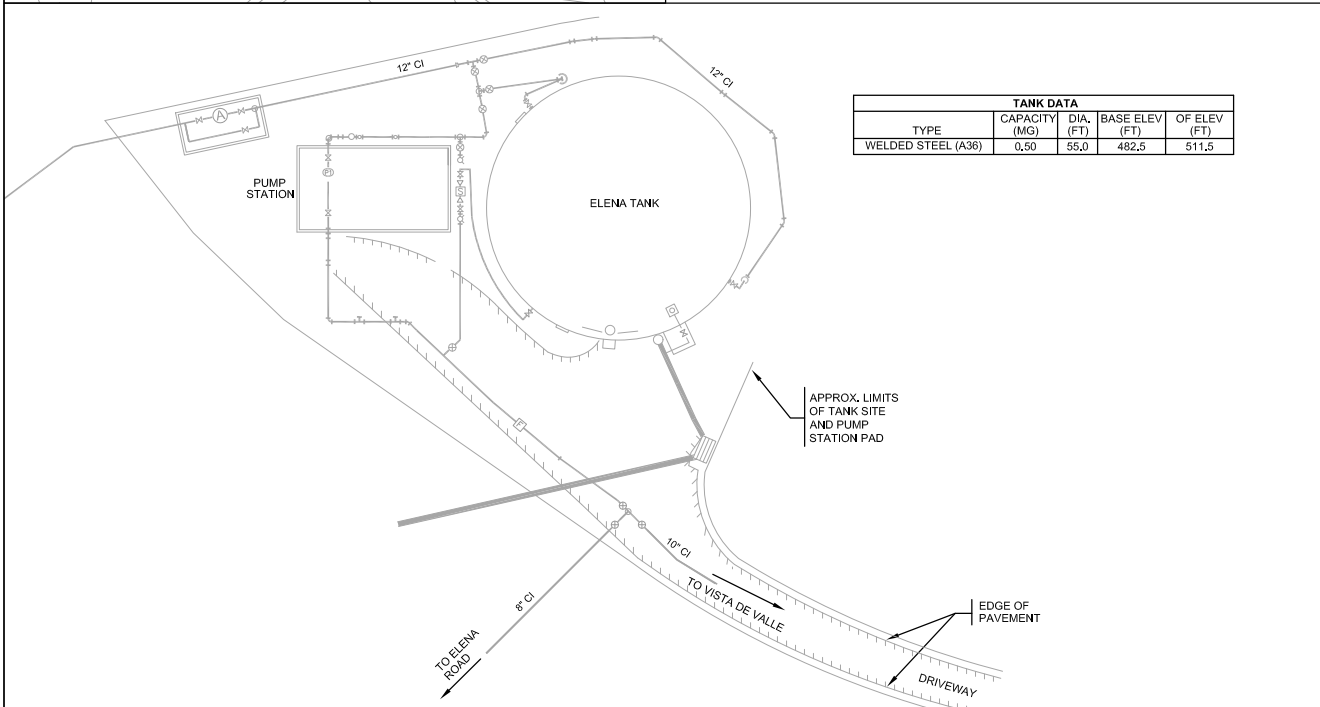 12" CI
12" CI
A
PUMP
STATION
P1
S
ELENA TANK
TANK DATA
TYPE
CAPACITY
(MG)
DIA.
(FT)
BASE ELEV
(FT)
OF ELEV
(FT)
WELDED STEEL (A36)
0.50
55.0
482.5
511.5
APPROX. LIMITS
OF TANK SITE
AND PUMP
STATION PAD
10" CI
TO VISTA DE VALLE
8" CI
TO ELENA
ROAD
EDGE OF
PAVEMENT
DRIVEWAY